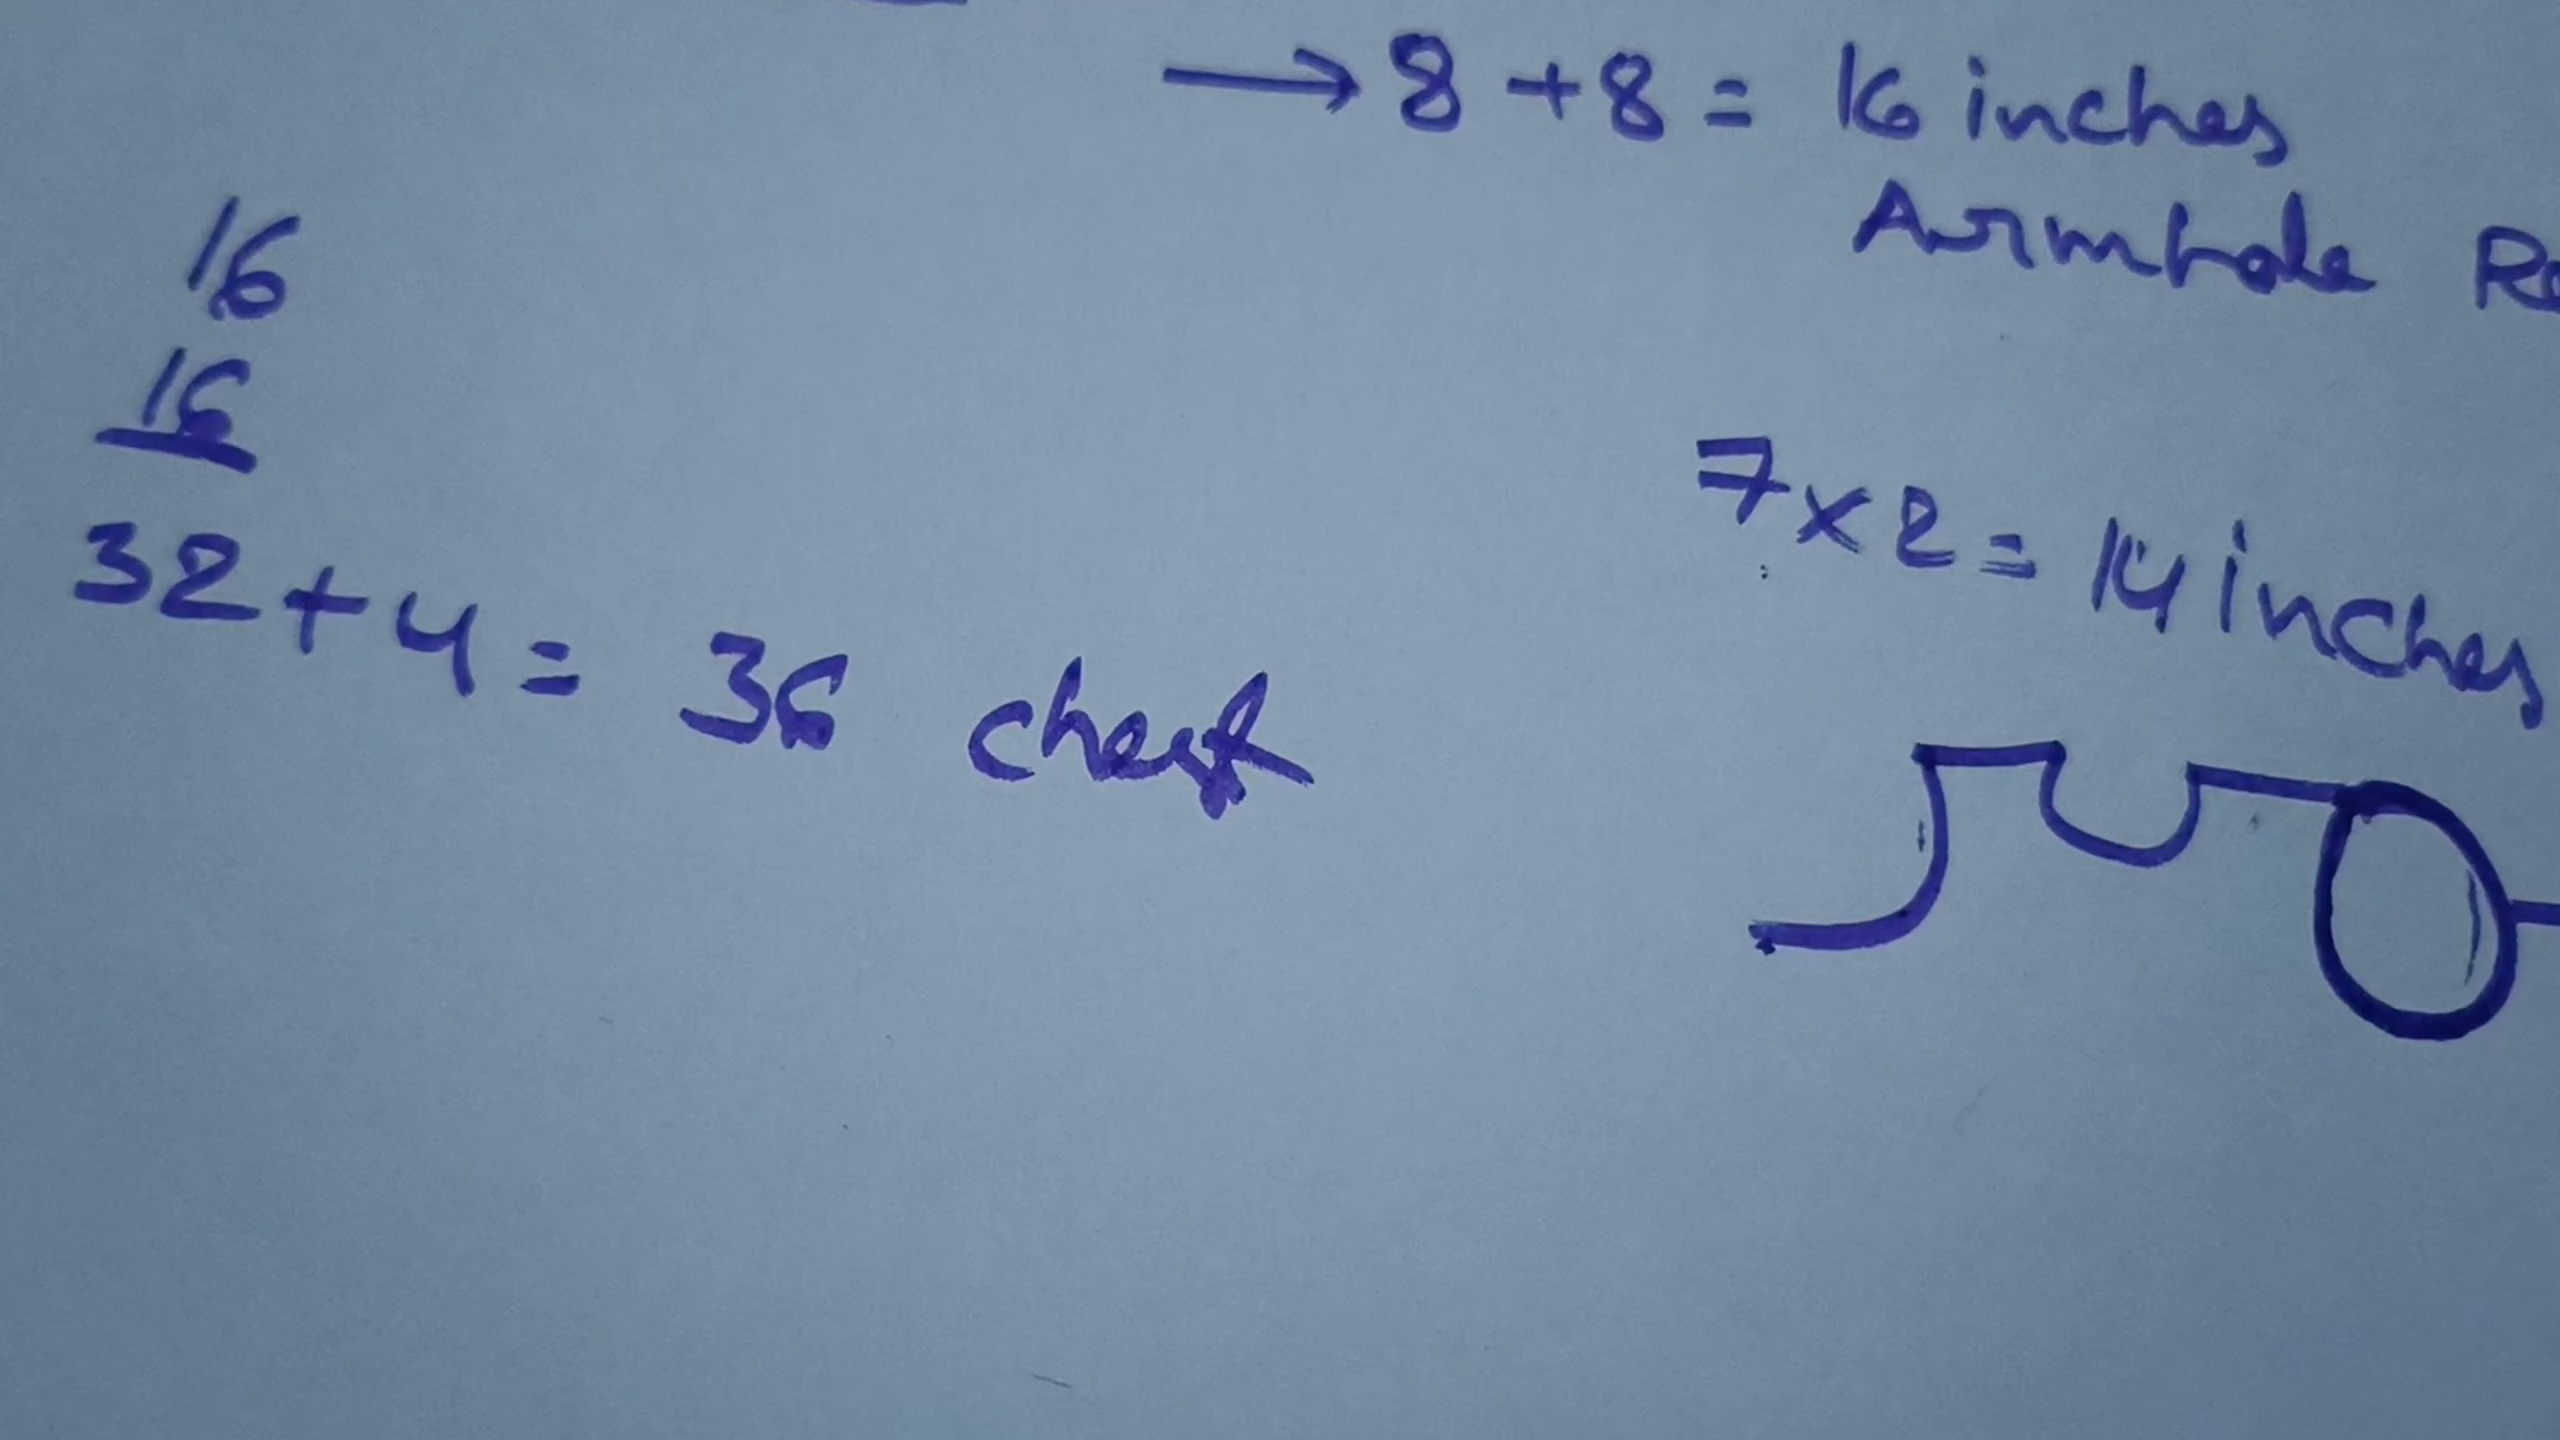 → 8 + 8 = 16 inches
Armhole
16
16
32 + 4 = 36 chest
7 × 2 = 14 inches